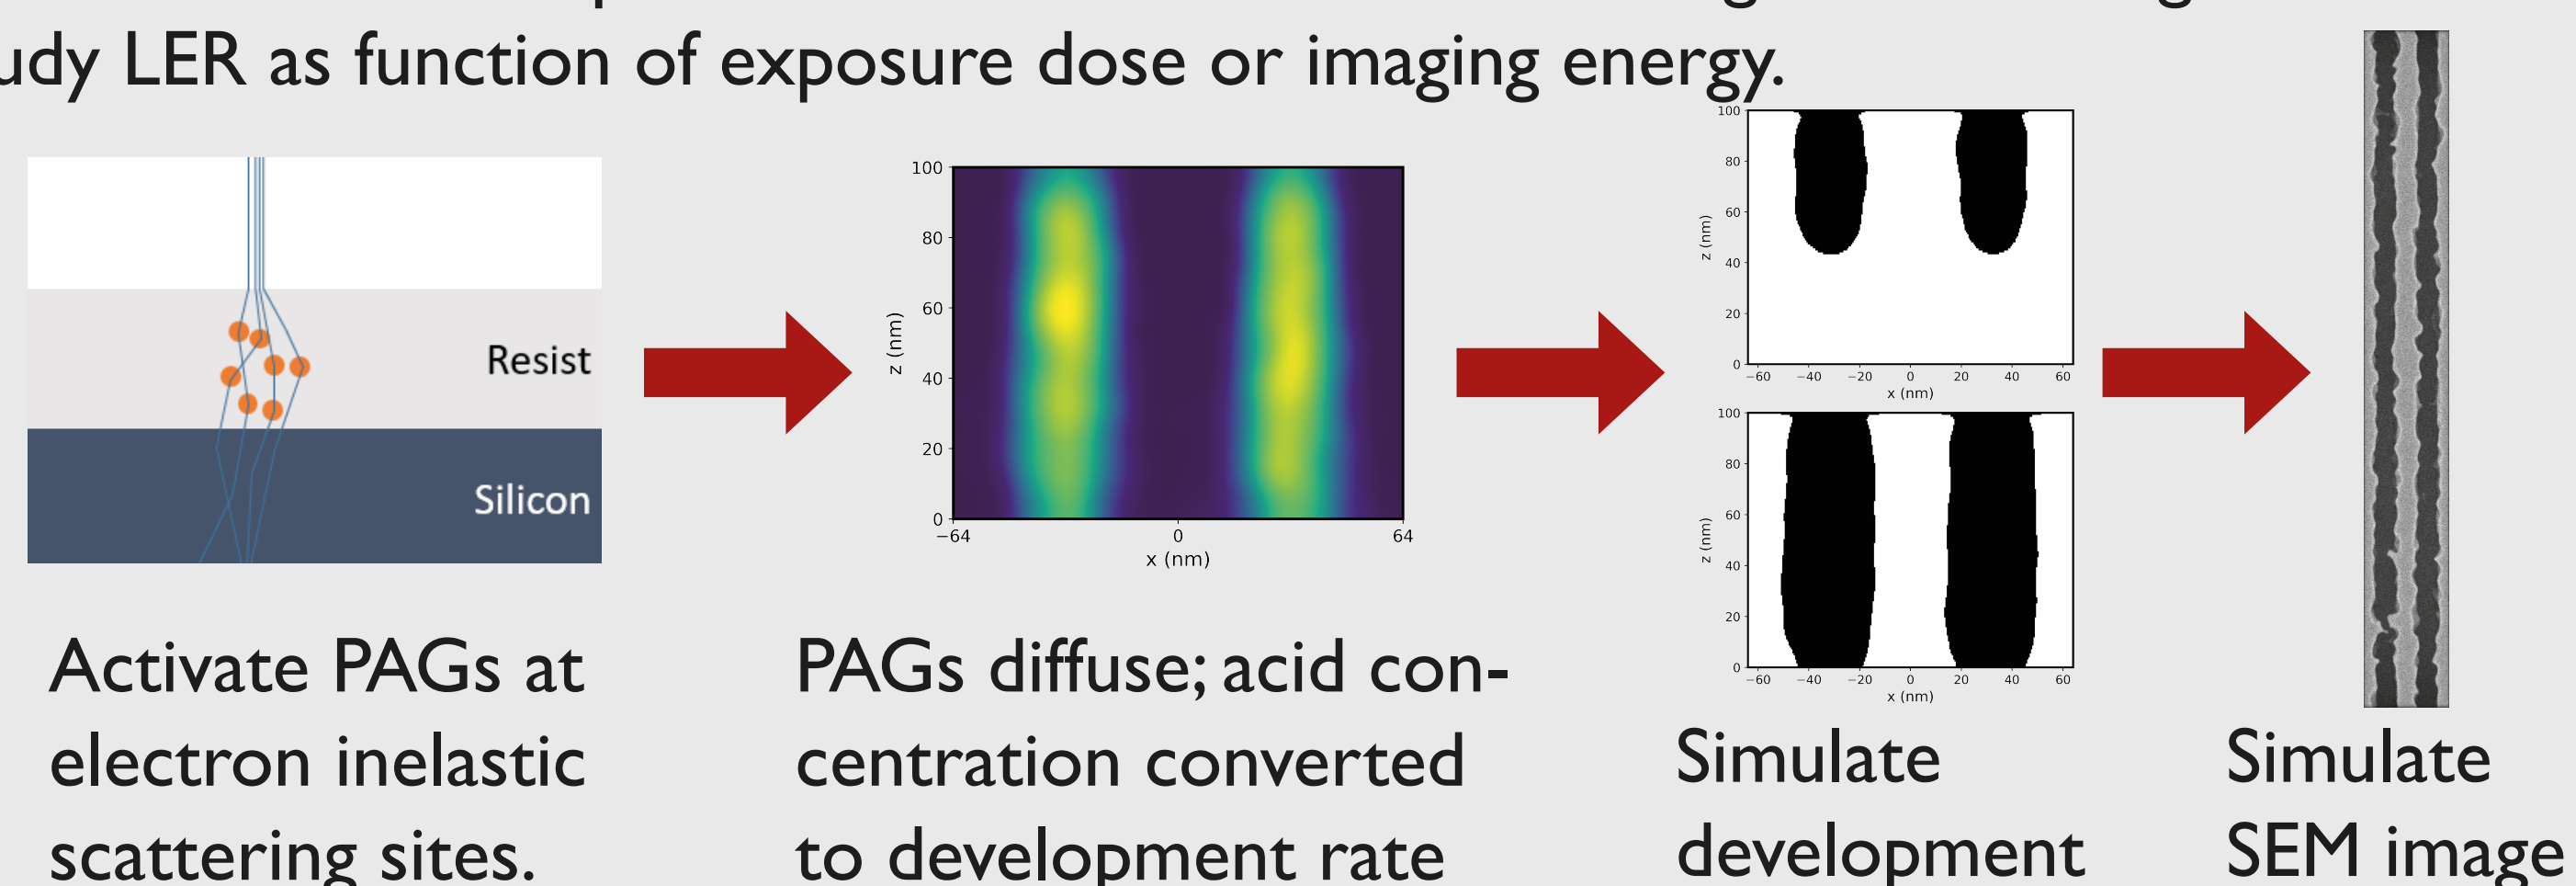 udy LER as function of exposure dose or imaging energy.
Resist
Silicon
100
80
60
40
20
0
z (nm)
−64 0 64
x (nm)
100
80
60
40
20
0
z (nm)
−60 −40 −20 0 20 40 60
x (nm)
100
80
60
40
20
0
z (nm)
−60 −40 −20 0 20 40 60
x (nm)
Activate PAGs at
electron inelastic
scattering sites.
PAGs diffuse; acid con-
centration converted
to development rate
Simulate
development
Simulate
SEM image